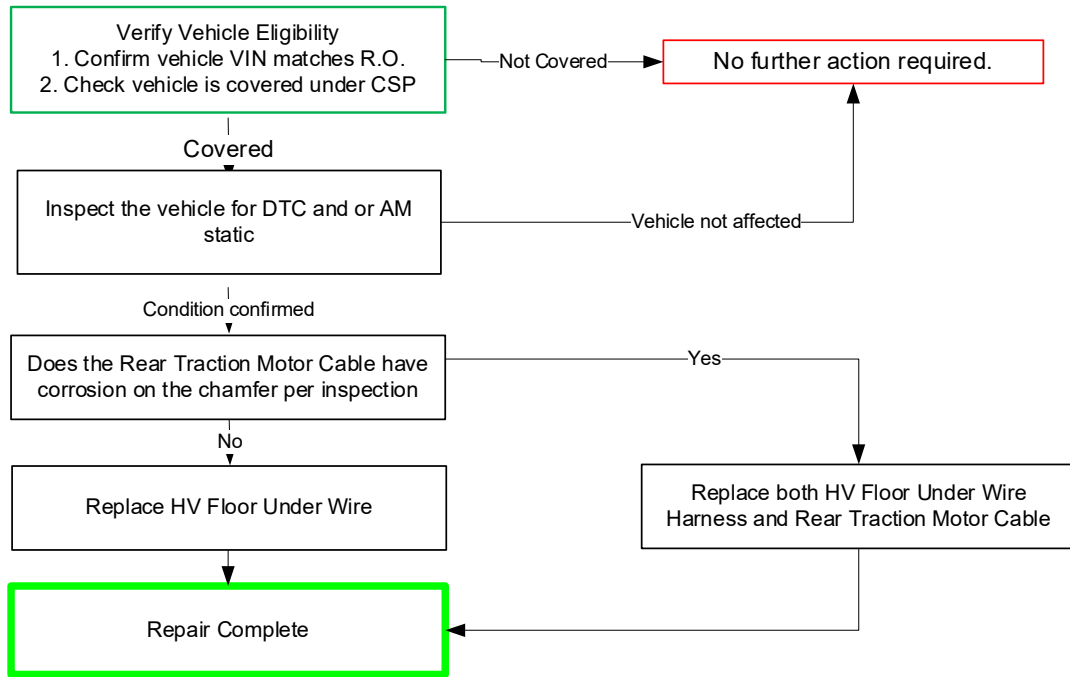 Verify Vehicle Eligibility
1. Confirm vehicle VIN matches R.O.
2. Check vehicle is covered under CSP
Not Covered
No further action required.
Covered
Inspect the vehicle for DTC and or AM
static
Vehicle not affected
Condition confirmed
Does the Rear Traction Motor Cable have
corrosion on the chamfer per inspection
Yes
No
Replace HV Floor Under Wire
Replace both HV Floor Under Wire
Harness and Rear Traction Motor Cable
Repair Complete